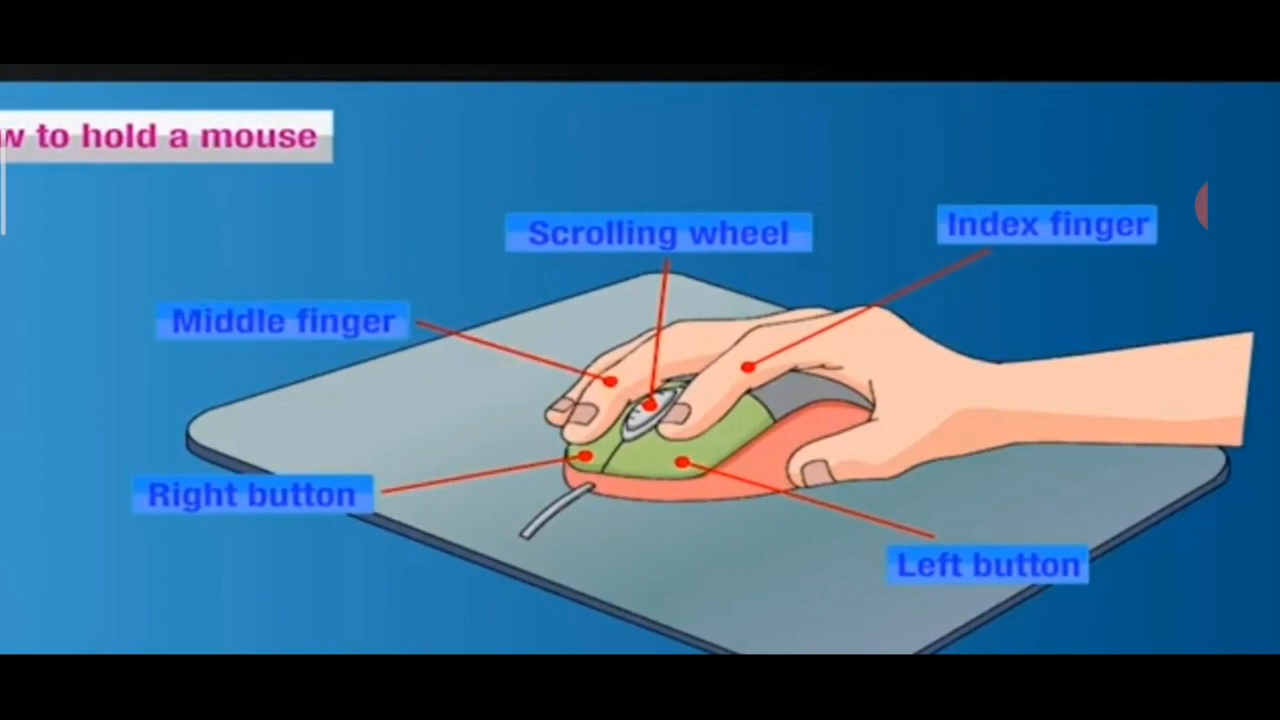 w to hold a mouse
Scrolling wheel
Index finger
Middle finger
Right button
Left button